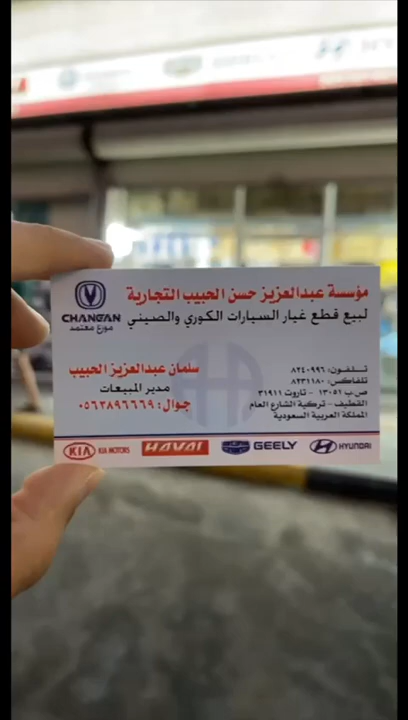 مؤسسة عبدالعزيز حسن الحبيب التجارية
لبيع قطع غيار السيارات الكوري والصيني
CHANGAN
موزع معتمد
سلمان عبدالعزيز الحبيب
مدير المبيعات
جوال: ٠٥٦٣٨٩٦٦٦٩
تلفون: ٨٢٤٠٩٩٦
تلفاكس: ٨٢٣١١٨٠
ص.ب ١٣٠٥١ - تاروت ٣١٩١١
القطيف - تركية الشارع العام
المملكة العربية السعودية
KIA KIA MOTORS HAVAL GEELY HYUNDAI